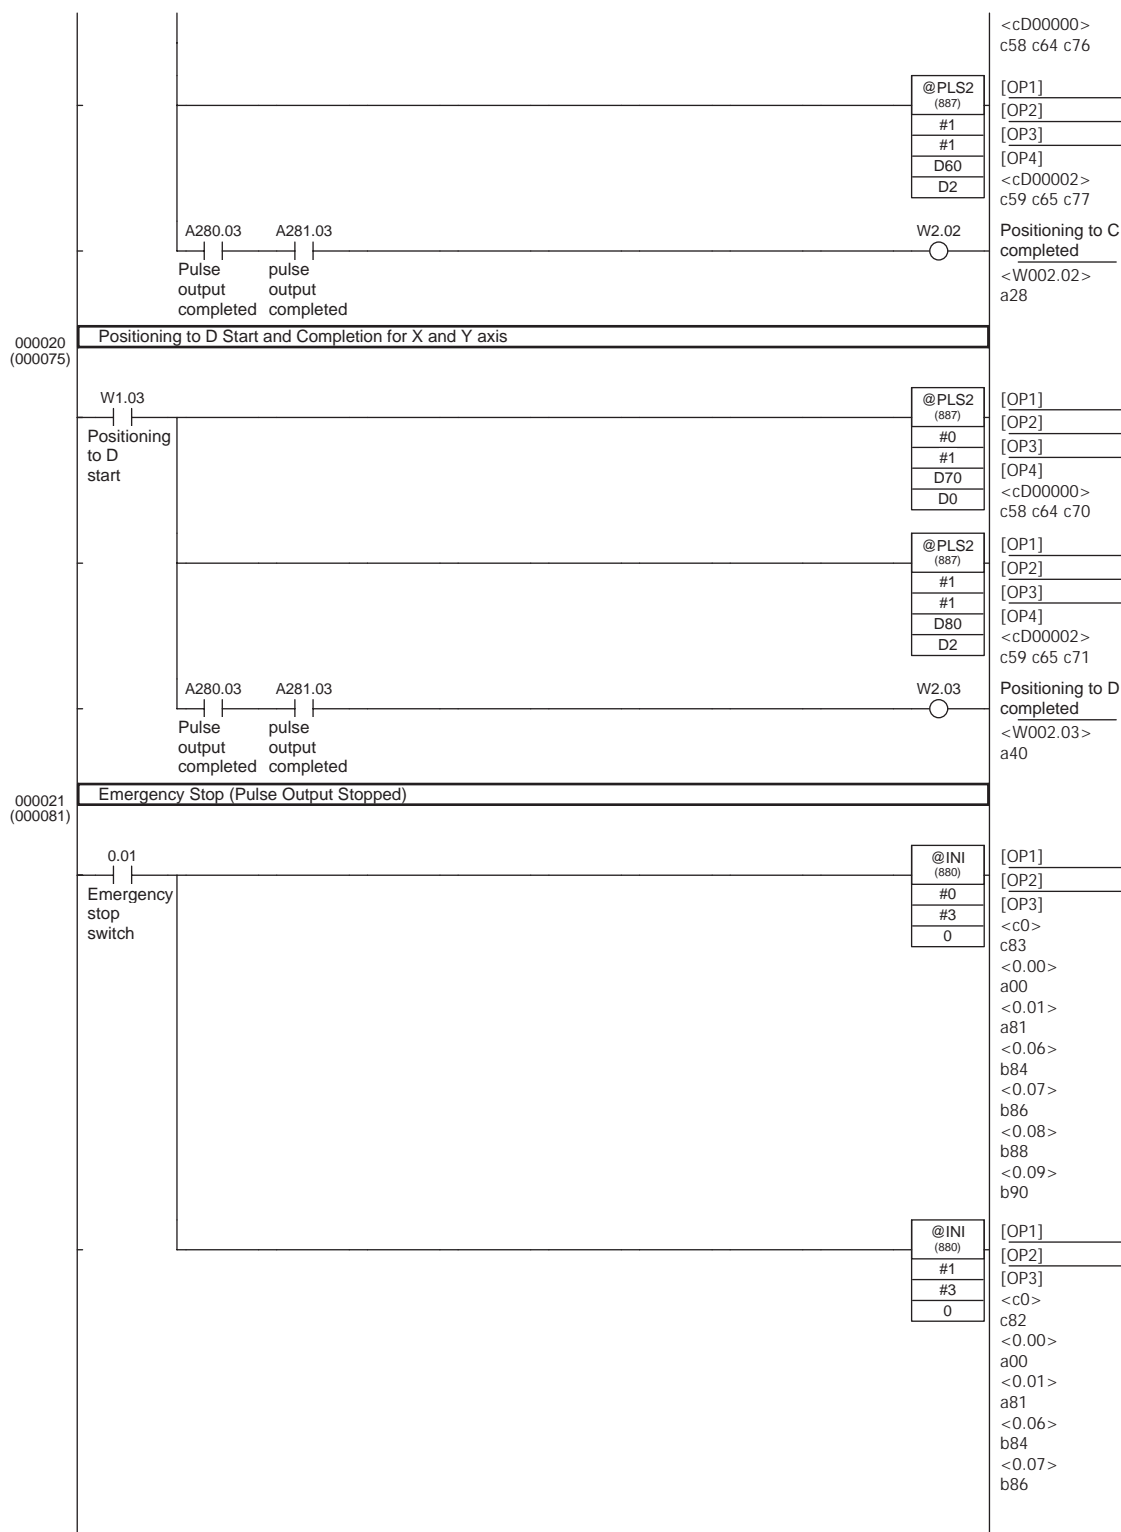 <cD00000>
c58 c64 c76
@PLS2
(887)
#1
#1
D60
D2
[OP1]
[OP2]
[OP3]
[OP4]
<cD00002>
c59 c65 c77
A280.03 A281.03 W2.02
Pulse output completed
pulse output completed
Positioning to C
completed
<W002.02>
a28
000020
(000075)
Positioning to D Start and Completion for X and Y axis
W1.03
Positioning
to D
start
@PLS2
(887)
#0
#1
D70
D0
[OP1]
[OP2]
[OP3]
[OP4]
<cD00000>
c58 c64 c70
@PLS2
(887)
#1
#1
D80
D2
[OP1]
[OP2]
[OP3]
[OP4]
<cD00002>
c59 c65 c71
A280.03 A281.03 W2.03
Pulse output completed
pulse output completed
Positioning to D
completed
<W002.03>
a40
000021
(000081)
Emergency Stop (Pulse Output Stopped)
0.01
Emergency
stop
switch
@INI
(880)
#0
#3
0
[OP1]
[OP2]
[OP3]
<c0>
c83
<0.00>
a00
<0.01>
a81
<0.06>
b84
<0.07>
b86
<0.08>
b88
<0.09>
b90
@INI
(880)
#1
#3
0
[OP1]
[OP2]
[OP3]
<c0>
c82
<0.00>
a00
<0.01>
a81
<0.06>
b84
<0.07>
b86